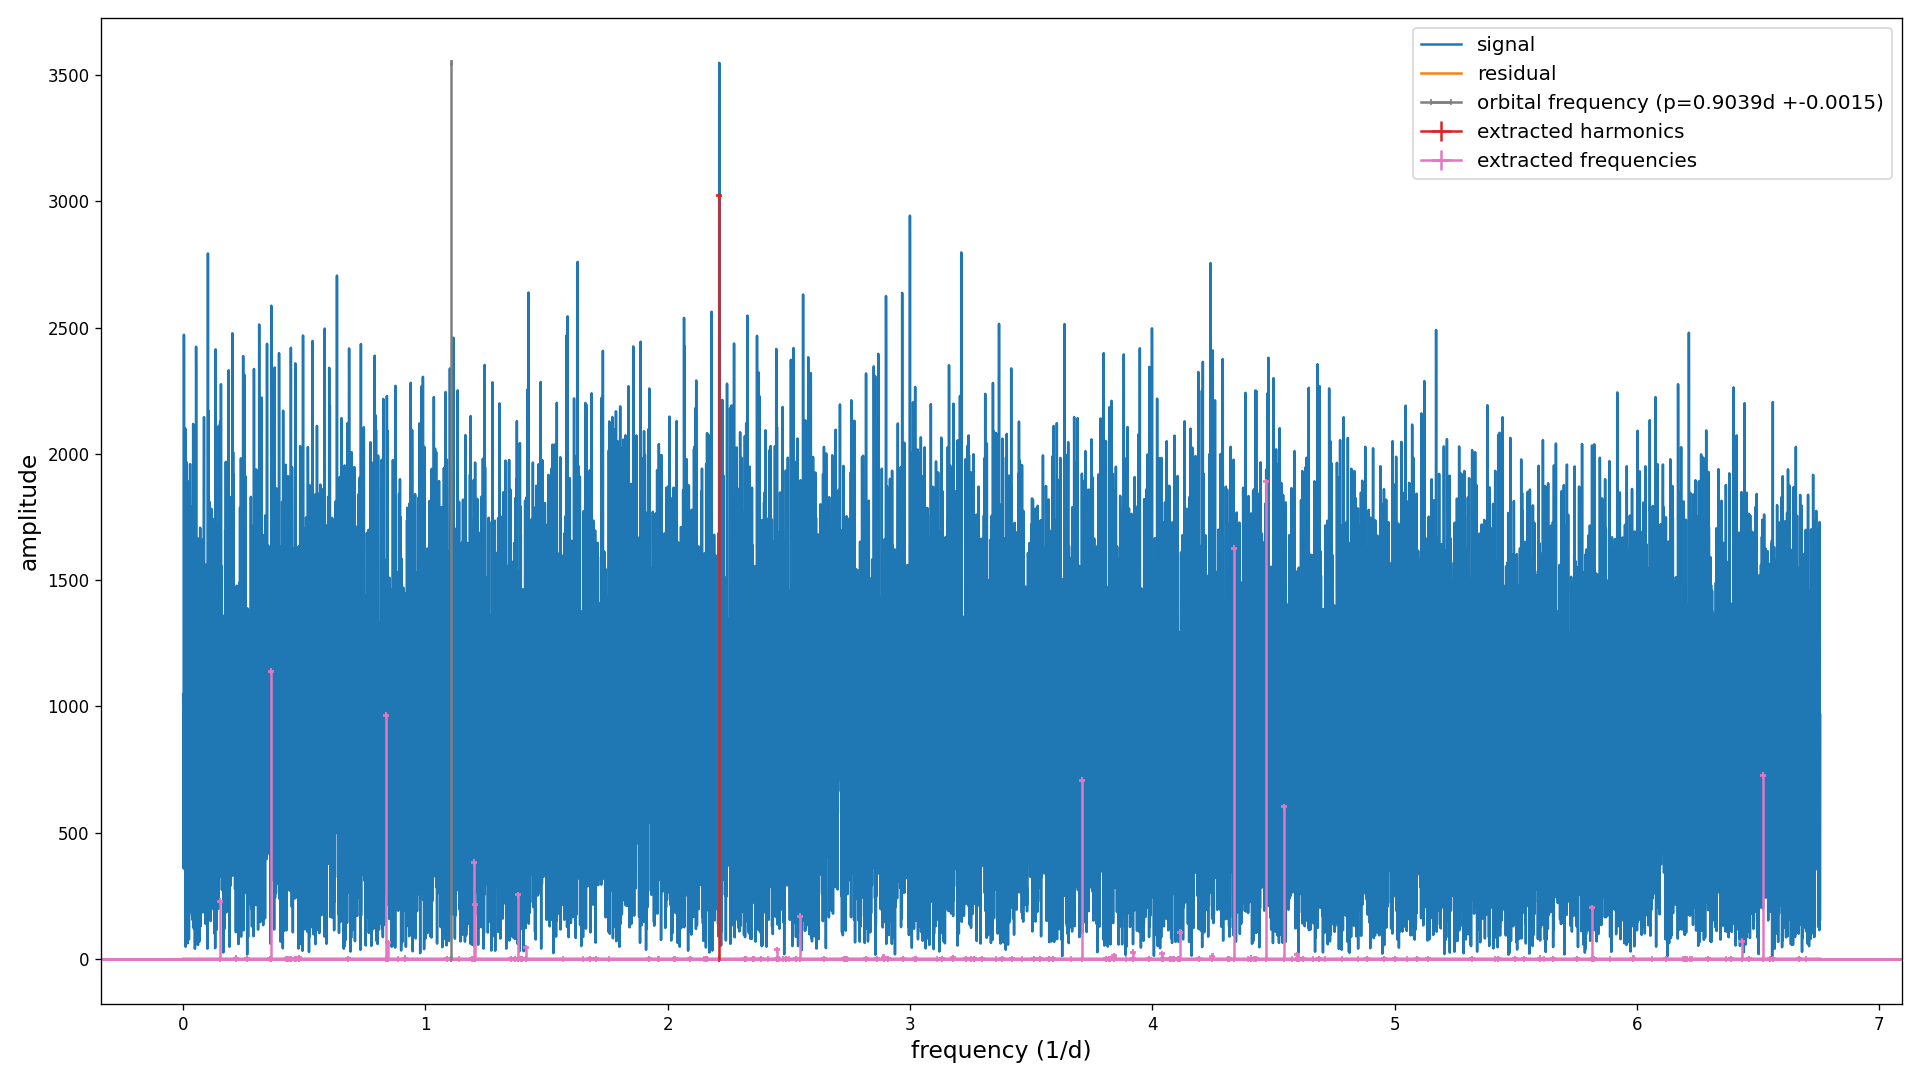 signal
residual
orbital frequency (p=0.9039d +-0.0015)
extracted harmonics
extracted frequencies
3500
3000
2500
2000
1500
1000
500
0
amplitude
0 1 2 3 4 5 6 7
frequency (1/d)